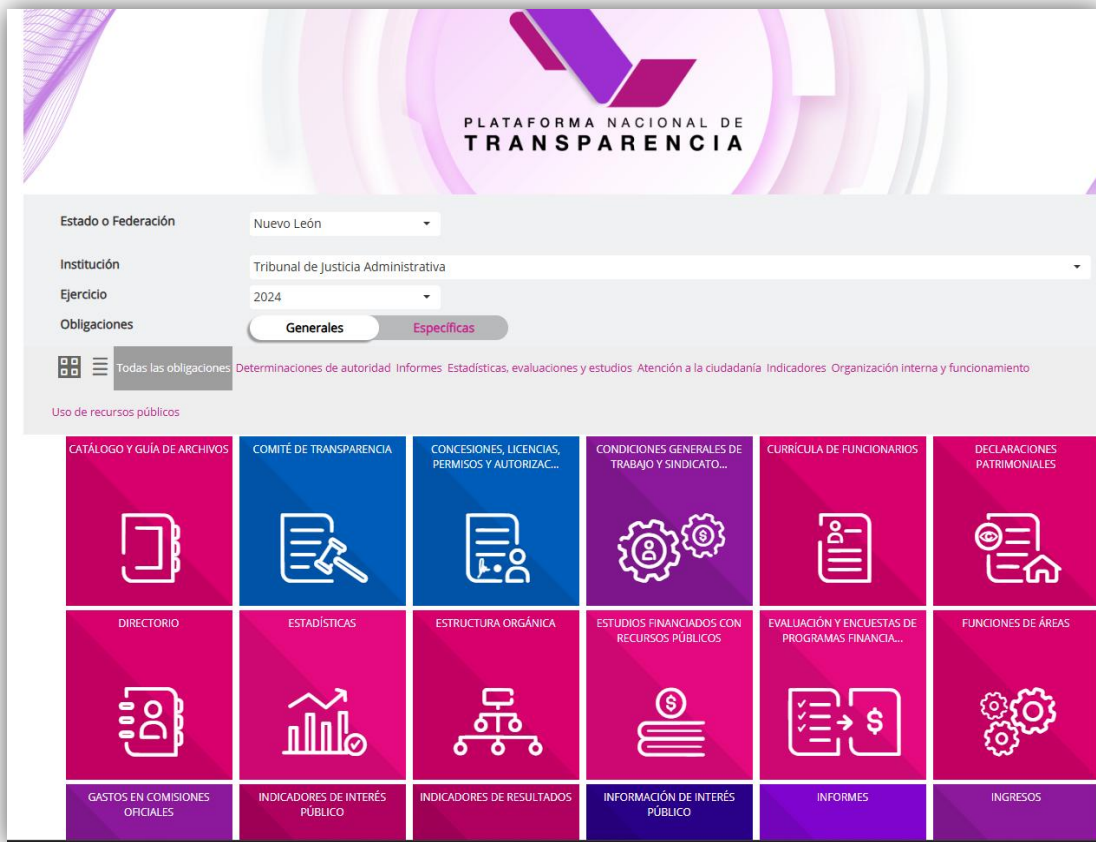 PLATAFORMA NACIONAL DE
TRANSPARENCIA
Estado o Federación
Nuevo León
Institución
Tribunal de Justicia Administrativa
Ejercicio
2024
Obligaciones
Generales
Específicas
Todas las obligaciones Determinaciones de autoridad Informes Estadísticas, evaluaciones y estudios Atención a la ciudadanía Indicadores Organización interna y funcionamiento
Uso de recursos públicos
CATÁLOGO Y GUÍA DE ARCHIVOS
COMITÉ DE TRANSPARENCIA
CONCESIONES, LICENCIAS,
PERMISOS Y AUTORIZAC...
CONDICIONES GENERALES DE
TRABAJO Y SINDICATO...
CURRÍCULA DE FUNCIONARIOS
DECLARACIONES
PATRIMONIALES
DIRECTORIO
ESTADÍSTICAS
ESTRUCTURA ORGÁNICA
ESTUDIOS FINANCIADOS CON
RECURSOS PÚBLICOS
EVALUACIÓN Y ENCUESTAS DE
PROGRAMAS FINANCIA...
FUNCIONES DE ÁREAS
GASTOS EN COMISIONES
OFICIALES
INDICADORES DE INTERÉS
PÚBLICO
INDICADORES DE RESULTADOS
INFORMACIÓN DE INTERÉS
PÚBLICO
INFORMES
INGRESOS